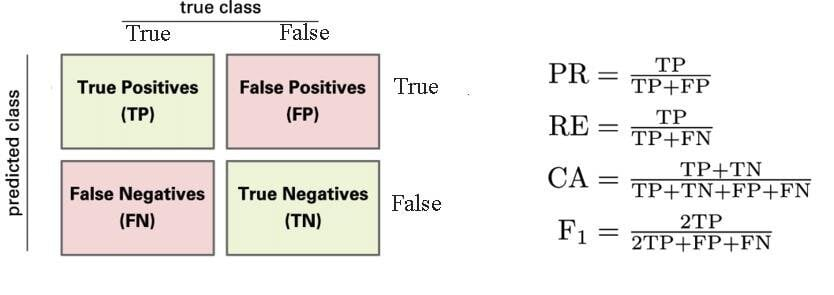 true class
True False
predicted class
True Positives
(TP)
False Positives
(FP)
True
False Negatives
(FN)
True Negatives
(TN)
False
PR = TP / TP+FP
RE = TP / TP+FN
CA = TP+TN / TP+TN+FP+FN
F₁ = 2TP / 2TP+FP+FN